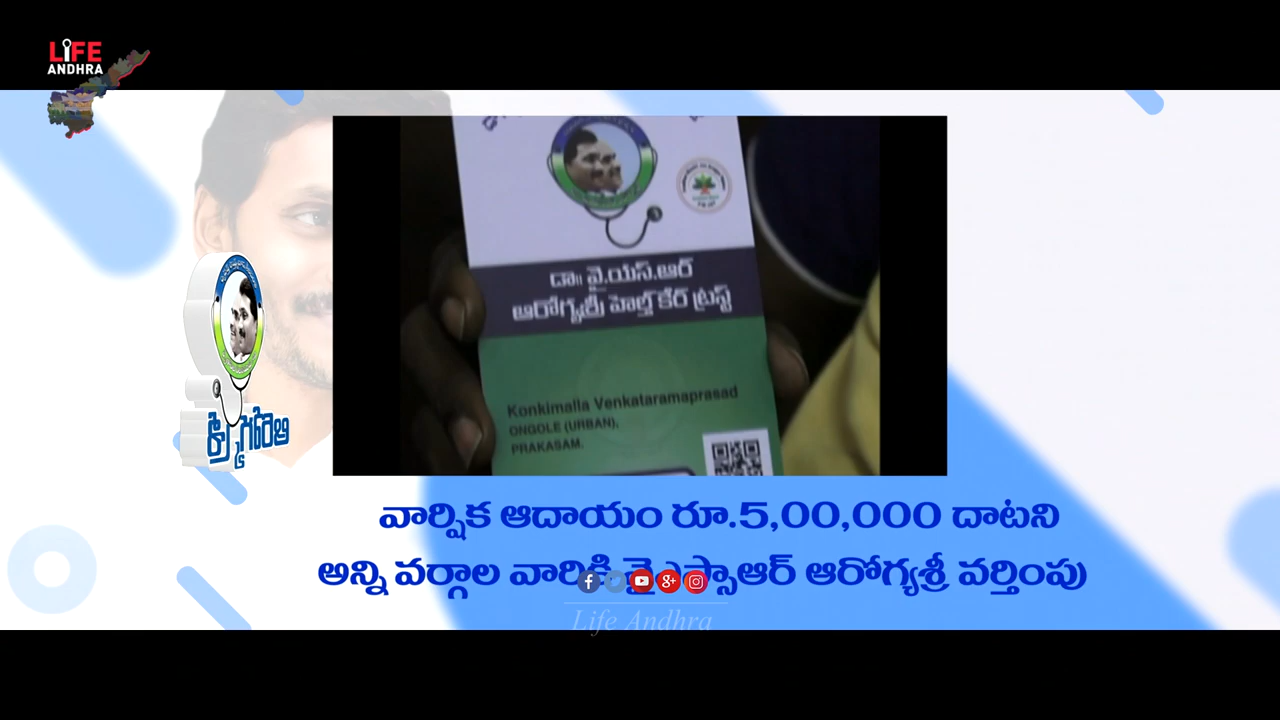 LIFE
ANDHRA
డా॥ వై.యస్.ఆర్
ఆరోగ్యశ్రీ హెల్త్ కేర్ ట్రస్ట్
Konkimalla Venkataramaprasad
ONGOLE (URBAN),
PRAKASAM.
వార్షిక ఆదాయం రూ.5,00,000 దాటని
అన్ని వర్గాల వారికి వైఎస్సాఆర్ ఆరోగ్యశ్రీ వర్తింపు
Life Andhra